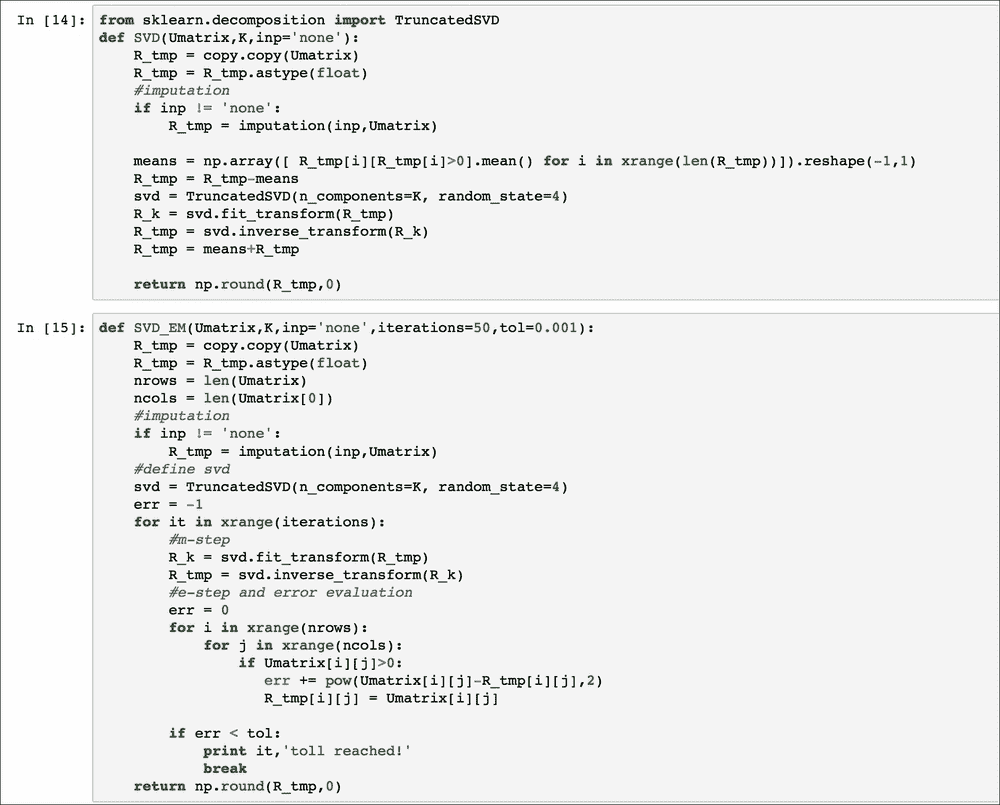 In [14]: from sklearn.decomposition import TruncatedSVD
def SVD(Umatrix,K,inp='none'):
    R_tmp = copy.copy(Umatrix)
    R_tmp = R_tmp.astype(float)
    #imputation
    if inp != 'none':
        R_tmp = imputation(inp,Umatrix)

    means = np.array([ R_tmp[i][R_tmp[i]>0].mean() for i in xrange(len(R_tmp))]).reshape(-1,1)
    R_tmp = R_tmp-means
    svd = TruncatedSVD(n_components=K, random_state=4)
    R_k = svd.fit_transform(R_tmp)
    R_tmp = svd.inverse_transform(R_k)
    R_tmp = means+R_tmp

    return np.round(R_tmp,0)

In [15]: def SVD_EM(Umatrix,K,inp='none',iterations=50,tol=0.001):
    R_tmp = copy.copy(Umatrix)
    R_tmp = R_tmp.astype(float)
    nrows = len(Umatrix)
    ncols = len(Umatrix[0])
    #imputation
    if inp != 'none':
        R_tmp = imputation(inp,Umatrix)
    #define svd
    svd = TruncatedSVD(n_components=K, random_state=4)
    err = -1
    for it in xrange(iterations):
        #m-step
        R_k = svd.fit_transform(R_tmp)
        R_tmp = svd.inverse_transform(R_k)
        #e-step and error evaluation
        err = 0
        for i in xrange(nrows):
            for j in xrange(ncols):
                if Umatrix[i][j]>0:
                   err += pow(Umatrix[i][j]-R_tmp[i][j],2)
                   R_tmp[i][j] = Umatrix[i][j]

        if err < tol:
            print it,'toll reached!'
            break
    return np.round(R_tmp,0)